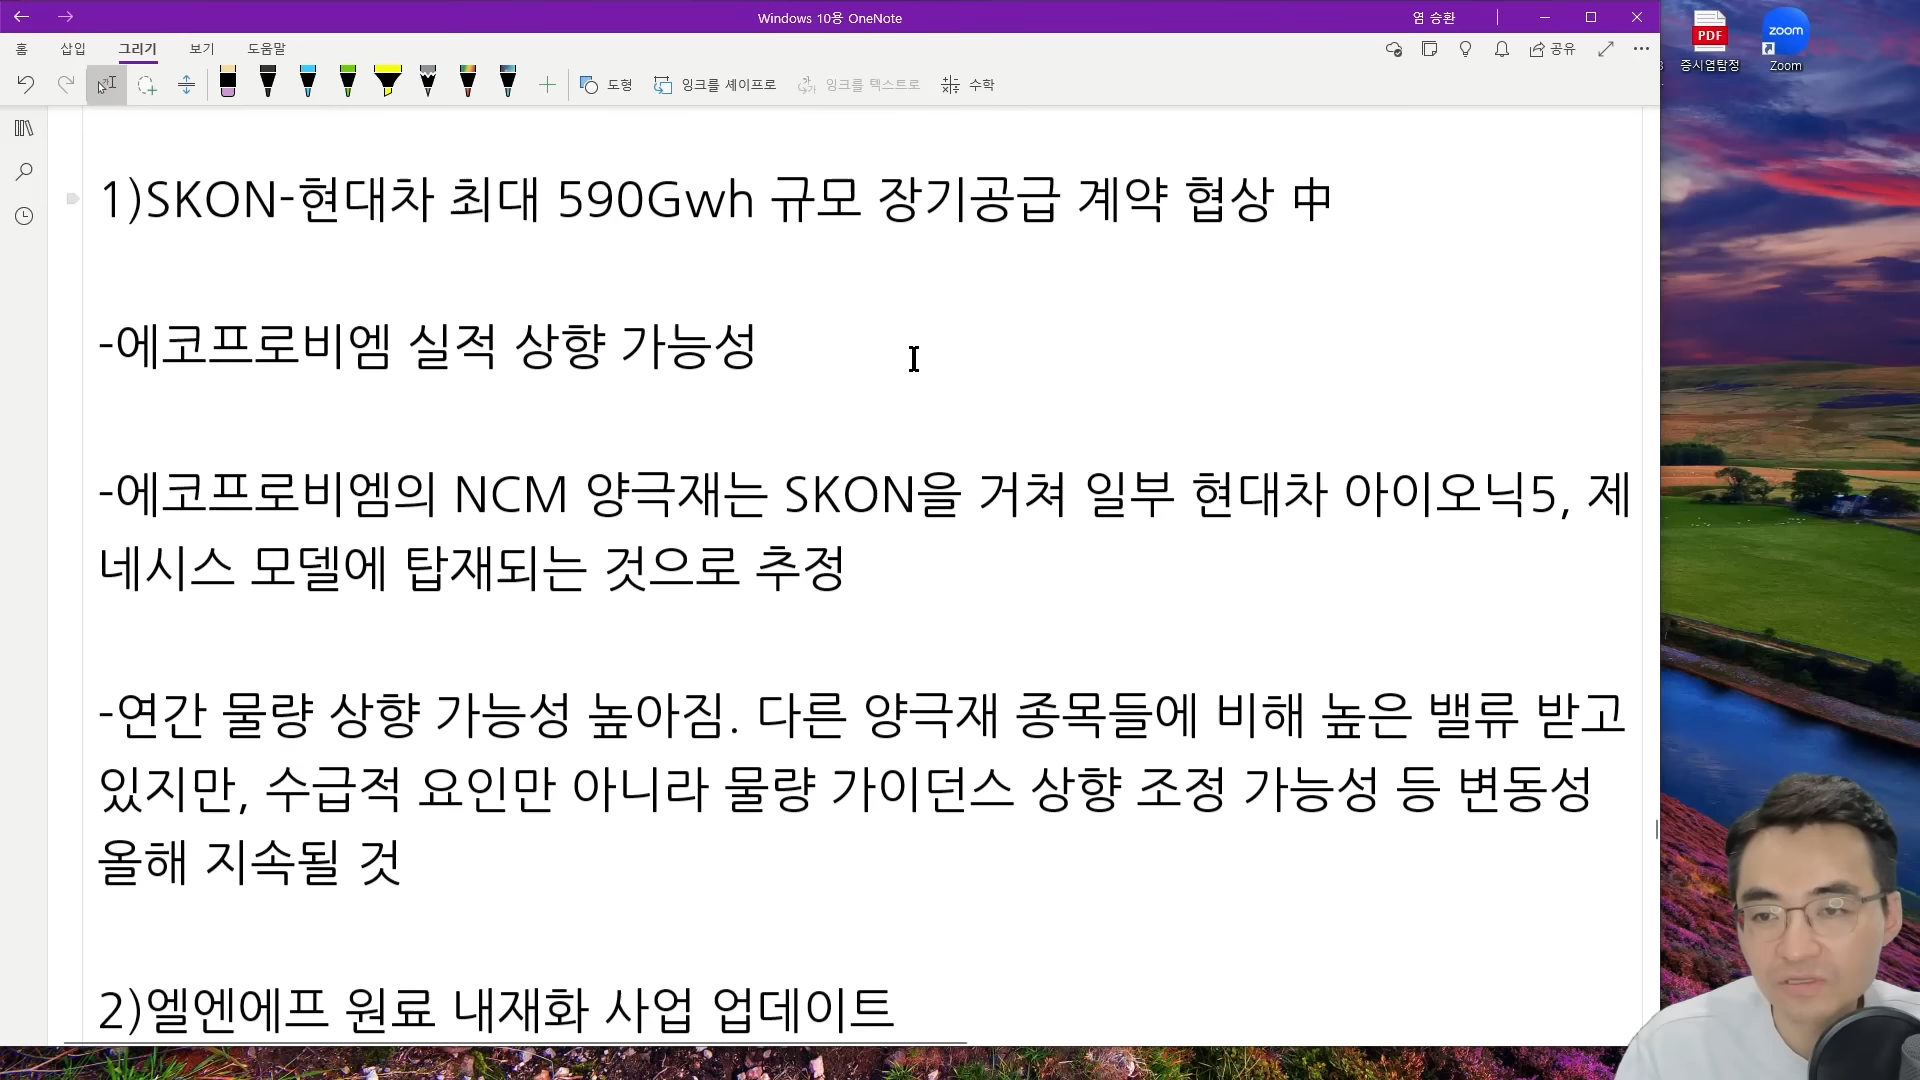 Windows 10용 OneNote
염 승환
홈 삽입 그리기 보기 도움말
공유
도형 잉크를 셰이프로 잉크를 텍스트로 수학
PDF
증시염탐정
zoom
Zoom
1)SKON-현대차 최대 590Gwh 규모 장기공급 계약 협상 中
-에코프로비엠 실적 상향 가능성
-에코프로비엠의 NCM 양극재는 SKON을 거쳐 일부 현대차 아이오닉5, 제
네시스 모델에 탑재되는 것으로 추정
-연간 물량 상향 가능성 높아짐. 다른 양극재 종목들에 비해 높은 밸류 받고
있지만, 수급적 요인만 아니라 물량 가이던스 상향 조정 가능성 등 변동성
올해 지속될 것
2)엘엔에프 원료 내재화 사업 업데이트